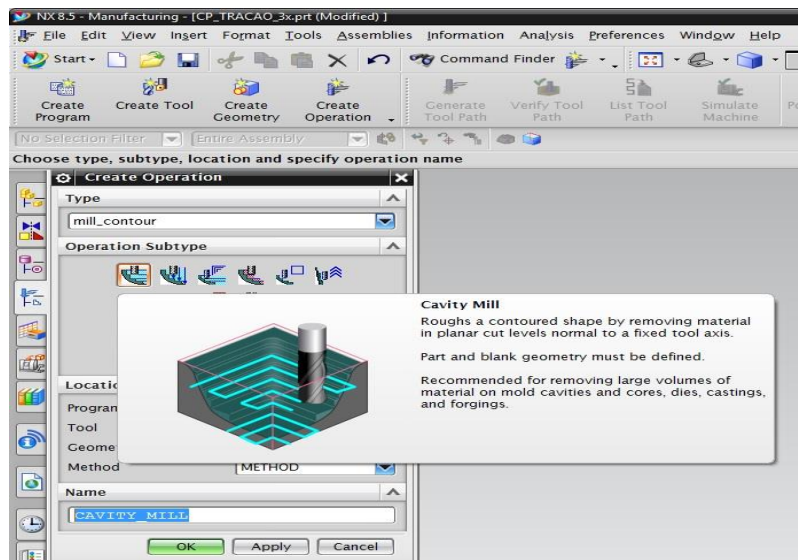 NX 8.5 - Manufacturing - [CP_TRACAO_3x.prt (Modified) ]
File Edit View Insert Format Tools Assemblies Information Analysis Preferences Window Help
Start Command Finder
Create Program
Create Tool
Create Geometry
Create Operation
Generate Tool Path
Verify Tool Path
List Tool Path
Simulate Machine
No Selection Filter Entire Assembly
Choose type, subtype, location and specify operation name
Create Operation
Type
mill_contour
Operation Subtype
Cavity Mill
Roughs a contoured shape by removing material
in planar cut levels normal to a fixed tool axis.
Part and blank geometry must be defined.
Recommended for removing large volumes of
material on mold cavities and cores, dies, castings,
and forgings.
Locatio
Program
Tool
Geome
Method METHOD
Name
CAVITY_MILL
OK Apply Cancel